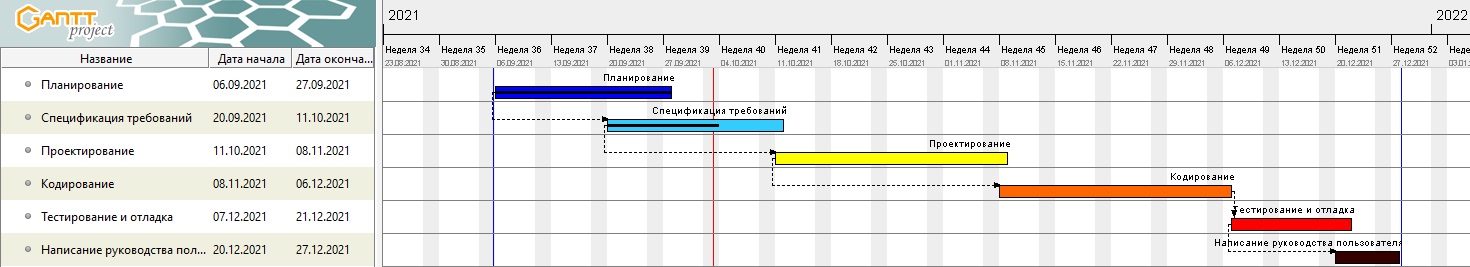 GANTT
project
2021
2022
Неделя 34 Неделя 35 Неделя 36 Неделя 37 Неделя 38 Неделя 39 Неделя 40 Неделя 41 Неделя 42 Неделя 43 Неделя 44 Неделя 45 Неделя 46 Неделя 47 Неделя 48 Неделя 49 Неделя 50 Неделя 51 Неделя 52 Неделя 1
23.08.2021 30.08.2021 06.09.2021 13.09.2021 20.09.2021 27.09.2021 04.10.2021 11.10.2021 18.10.2021 25.10.2021 01.11.2021 08.11.2021 15.11.2021 22.11.2021 29.11.2021 06.12.2021 13.12.2021 20.12.2021 27.12.2021 03.01
Название Дата начала Дата оконча...
Планирование 06.09.2021 27.09.2021 Планирование
Спецификация требований 20.09.2021 11.10.2021 Спецификация требований
Проектирование 11.10.2021 08.11.2021 Проектирование
Кодирование 08.11.2021 06.12.2021 Кодирование
Тестирование и отладка 07.12.2021 21.12.2021 Тестирование и отладка
Написание руководства пол... 20.12.2021 27.12.2021 Написание руководства пользователя